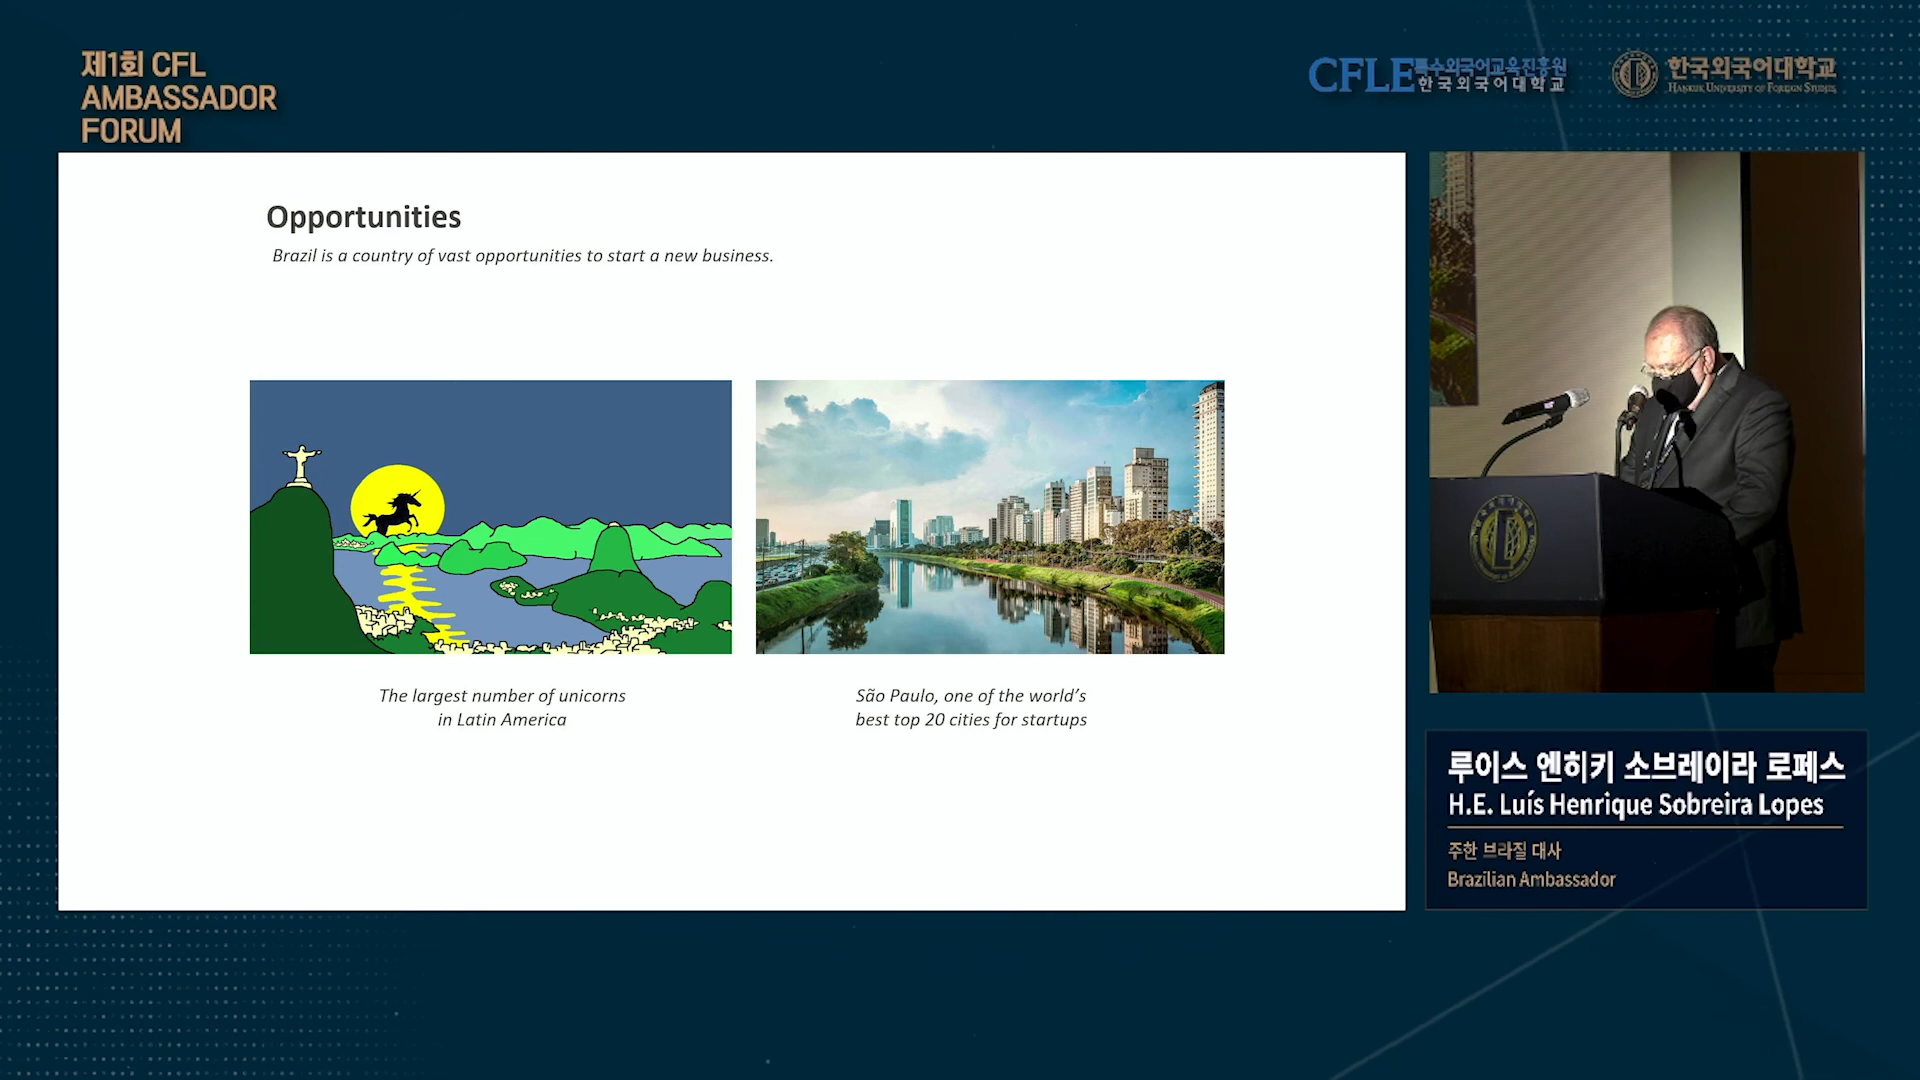 제1회 CFL
AMBASSADOR
FORUM
CFLE 특수외국어교육진흥원
한국외국어대학교
한국외국어대학교
HANKUK UNIVERSITY OF FOREIGN STUDIES
Opportunities
Brazil is a country of vast opportunities to start a new business.
The largest number of unicorns
in Latin America
São Paulo, one of the world’s
best top 20 cities for startups
루이스 엔히키 소브레이라 로페스
H.E. Luís Henrique Sobreira Lopes
주한 브라질 대사
Brazilian Ambassador